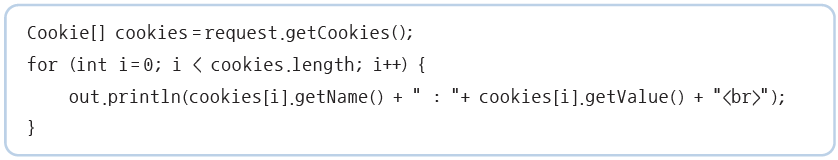 Cookie[] cookies=request.getCookies();
for (int i=0; i < cookies.length; i++) {
    out.println(cookies[i].getName() + " : "+ cookies[i].getValue() + "<br>");
}